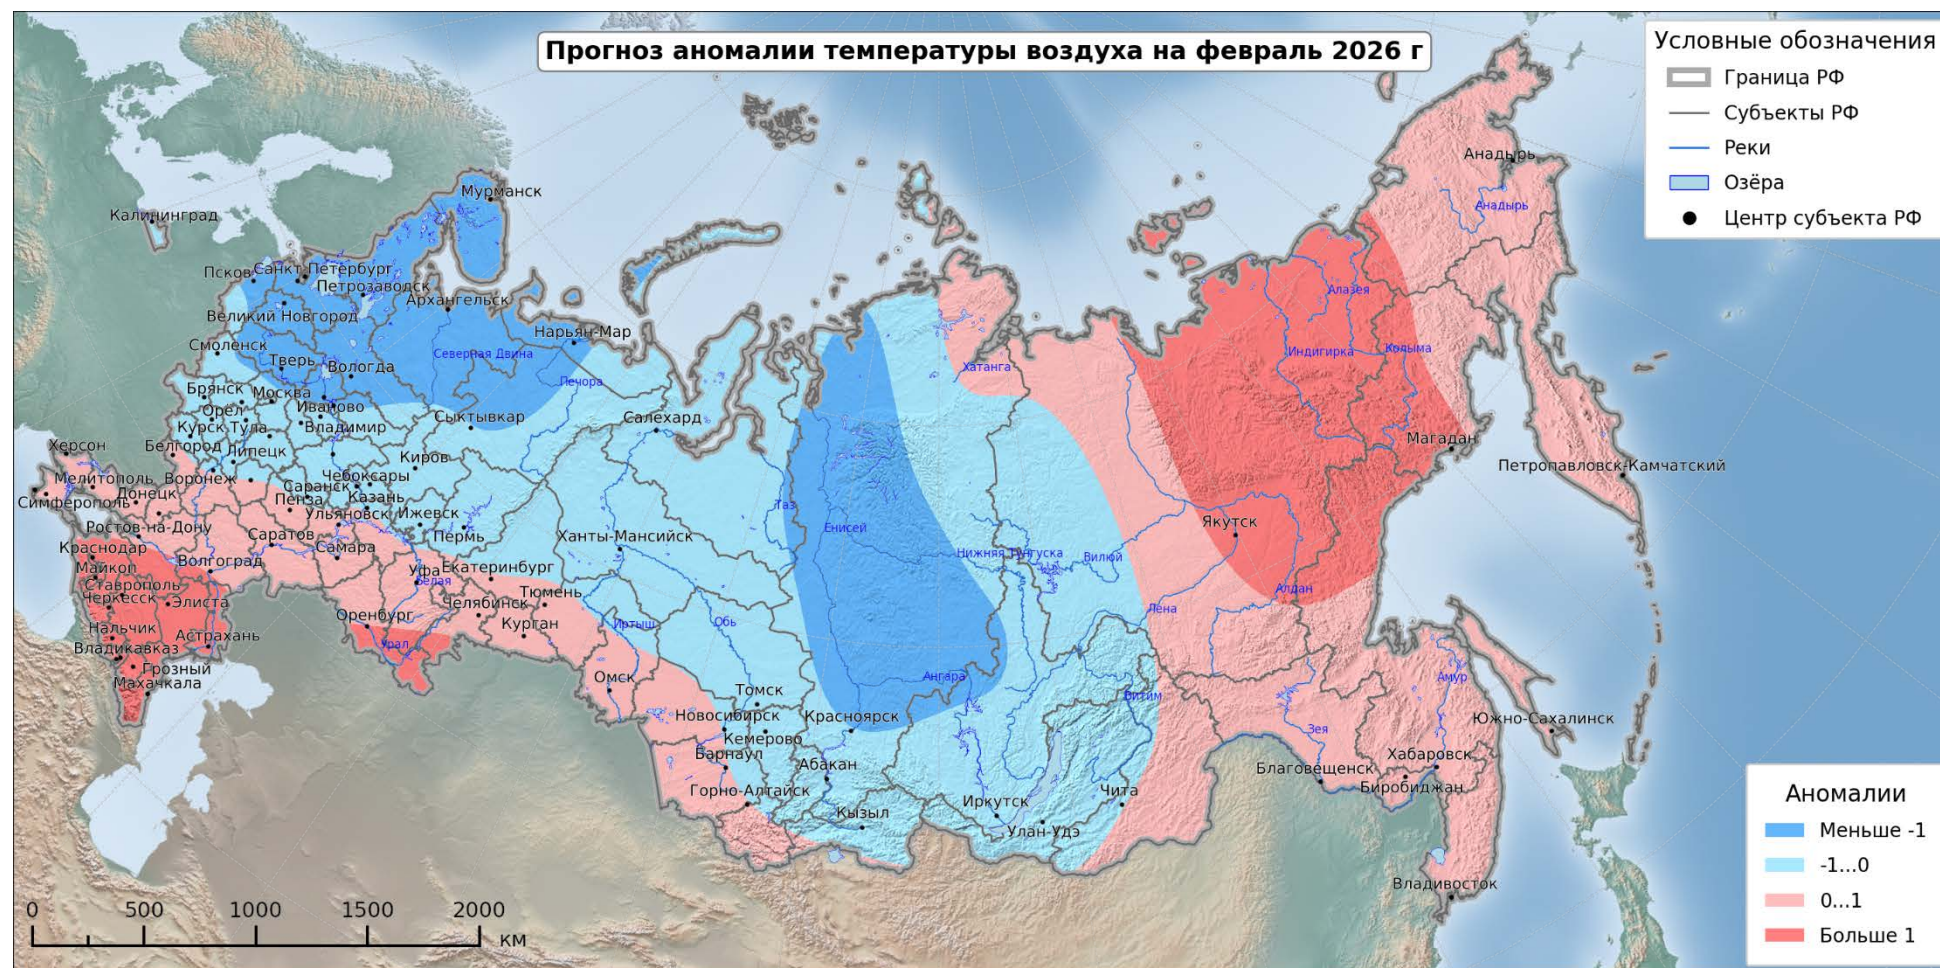 Прогноз аномалии температуры воздуха на февраль 2026 г
Условные обозначения
Граница РФ
Субъекты РФ
Реки
Озёра
Центр субъекта РФ
Анадырь
Анадырь
Мурманск
Калининград
Псков
Санкт-Петербург
Петрозаводск
Архангельск
Великий Новгород
Нарьян-Мар
Смоленск
Северная Двина
Тверь
Вологда
Печора
Брянск
Москва
Иваново
Орёл
Сыктывкар
Салехард
Курск
Тула
Владимир
Херсон
Белгород
Липецк
Киров
Мелитополь
Воронеж
Чебоксары
Саранск
Донецк
Пенза
Казань
Симферополь
Ульяновск
Ижевск
Ростов-на-Дону
Саратов
Пермь
Ханты-Мансийск
Краснодар
Самара
Майкоп
Волгоград
Уфа
Екатеринбург
Белая
Ставрополь
Черкесск
Элиста
Челябинск
Тюмень
Нальчик
Оренбург
Курган
Астрахань
Урал
Владикавказ
Грозный
Махачкала
Таз
Енисей
Хатанга
Нижняя Тунгуска
Вилюй
Алазея
Индигирка
Колыма
Магадан
Петропавловск-Камчатский
Якутск
Алдан
Лена
Иртыш
Обь
Омск
Ангара
Витим
Амур
Томск
Новосибирск
Красноярск
Зея
Южно-Сахалинск
Кемерово
Барнаул
Абакан
Благовещенск
Хабаровск
Биробиджан
Горно-Алтайск
Кызыл
Иркутск
Чита
Улан-Удэ
Владивосток
Аномалии
Меньше -1
-1...0
0...1
Больше 1
0 500 1000 1500 2000
км